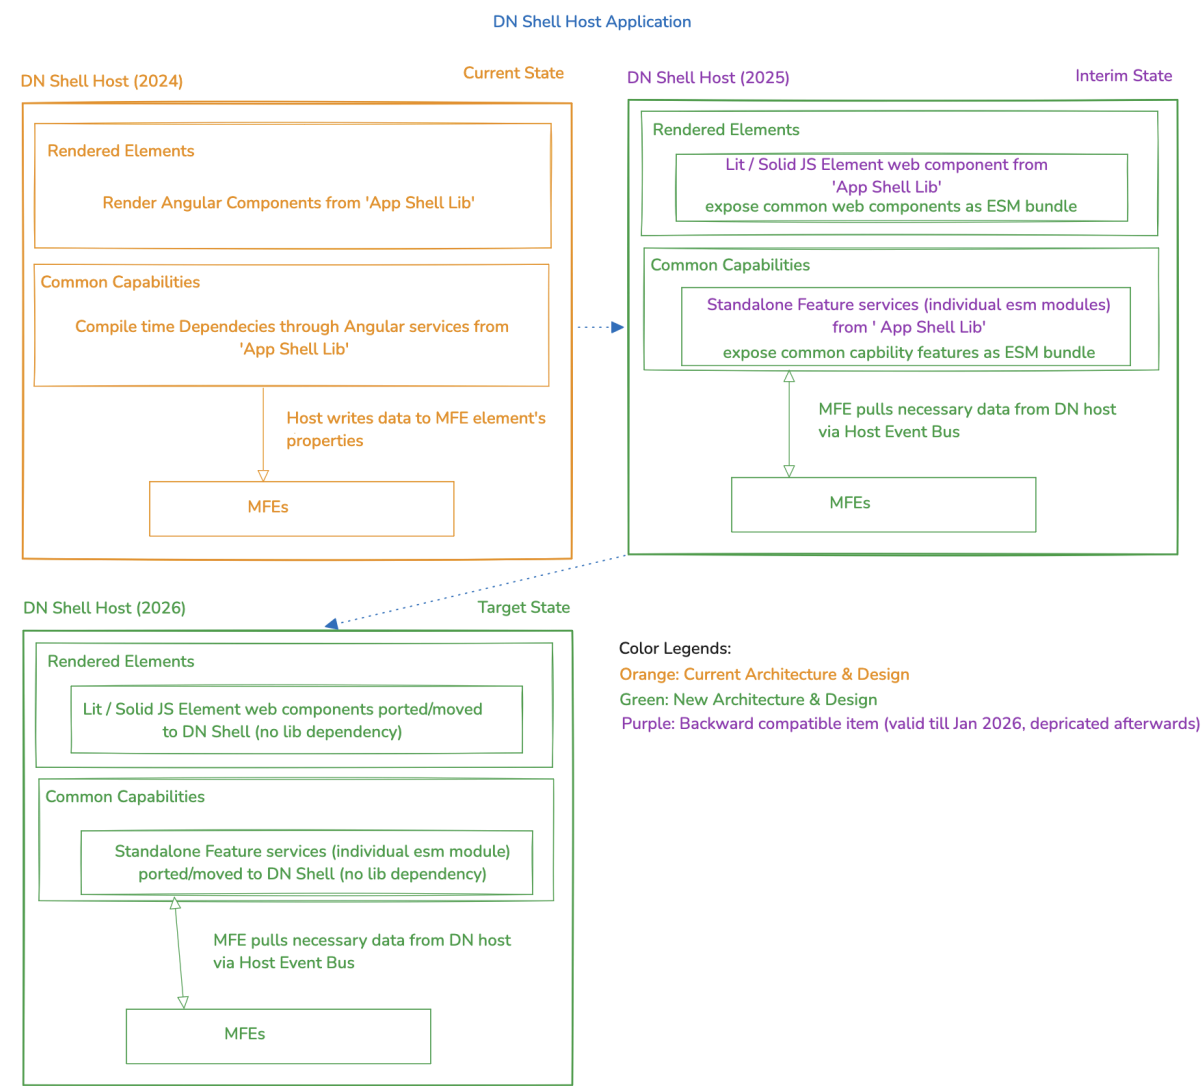 DN Shell Host Application
DN Shell Host (2024)
Current State
Rendered Elements
Render Angular Components from 'App Shell Lib'
Common Capabilities
Compile time Dependecies through Angular services from
'App Shell Lib'
Host writes data to MFE element's
properties
MFEs
DN Shell Host (2025)
Interim State
Rendered Elements
Lit / Solid JS Element web component from
'App Shell Lib'
expose common web components as ESM bundle
Common Capabilities
Standalone Feature services (individual esm modules)
from ' App Shell Lib'
expose common capbility features as ESM bundle
MFE pulls necessary data from DN host
via Host Event Bus
MFEs
DN Shell Host (2026)
Target State
Rendered Elements
Lit / Solid JS Element web components ported/moved
to DN Shell (no lib dependency)
Common Capabilities
Standalone Feature services (individual esm module)
ported/moved to DN Shell (no lib dependency)
MFE pulls necessary data from DN host
via Host Event Bus
MFEs
Color Legends:
Orange: Current Architecture & Design
Green: New Architecture & Design
Purple: Backward compatible item (valid till Jan 2026, depricated afterwards)